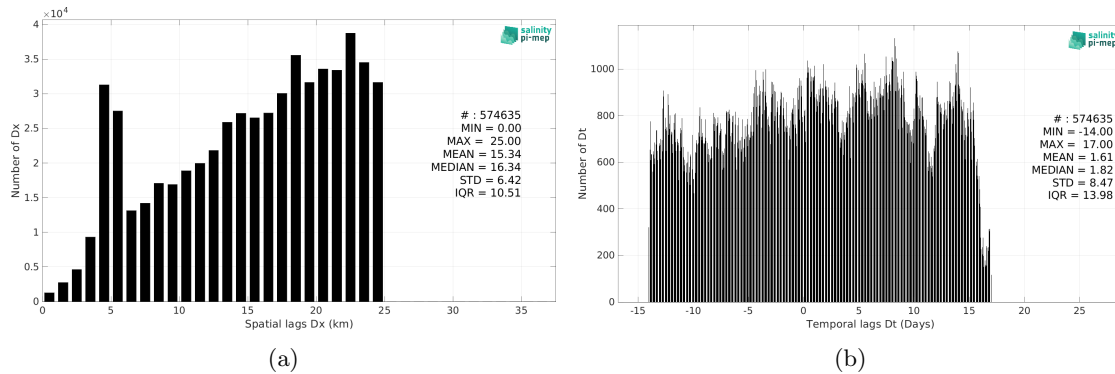 ×10⁴
4
3.5
3
2.5
2
1.5
1
0.5
0
Number of Dx
0 5 10 15 20 25 30 35
Spatial lags Dx (km)
salinity
pi-mep
# : 574635
MIN = 0.00
MAX = 25.00
MEAN = 15.34
MEDIAN = 16.34
STD = 6.42
IQR = 10.51
(a)
1000
800
600
400
200
0
Number of Dt
-15 -10 -5 0 5 10 15 20 25
Temporal lags Dt (Days)
salinity
pi-mep
# : 574635
MIN = -14.00
MAX = 17.00
MEAN = 1.61
MEDIAN = 1.82
STD = 8.47
IQR = 13.98
(b)